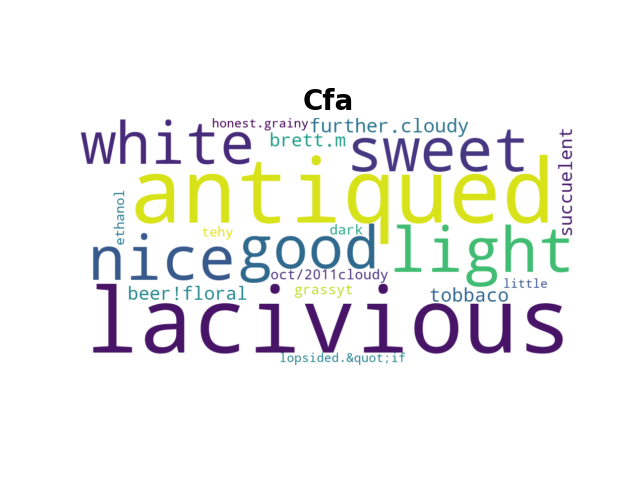 Cfa
honest.grainy
further.cloudy
white
brett.m
sweet
succuelent
antiqued
ethanol
tehy
dark
nice
good
light
oct/2011cloudy
little
beer!floral
grassyt
tobbaco
lacivious
lopsided.&quot;if